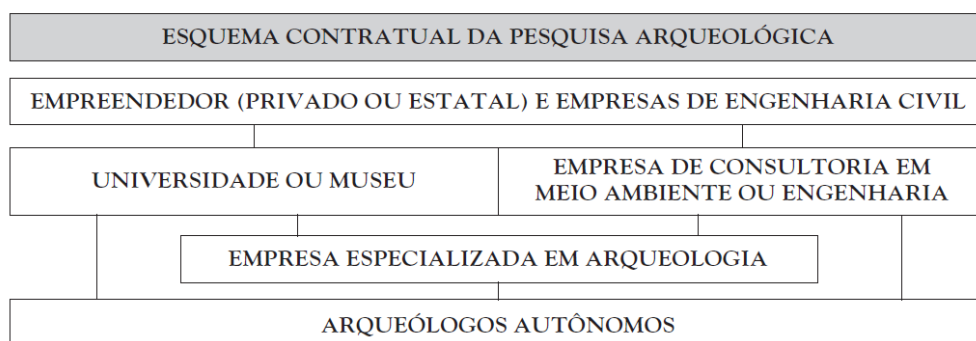 ESQUEMA CONTRATUAL DA PESQUISA ARQUEOLÓGICA
EMPREENDEDOR (PRIVADO OU ESTATAL) E EMPRESAS DE ENGENHARIA CIVIL
UNIVERSIDADE OU MUSEU
EMPRESA DE CONSULTORIA EM
MEIO AMBIENTE OU ENGENHARIA
EMPRESA ESPECIALIZADA EM ARQUEOLOGIA
ARQUEÓLOGOS AUTÔNOMOS